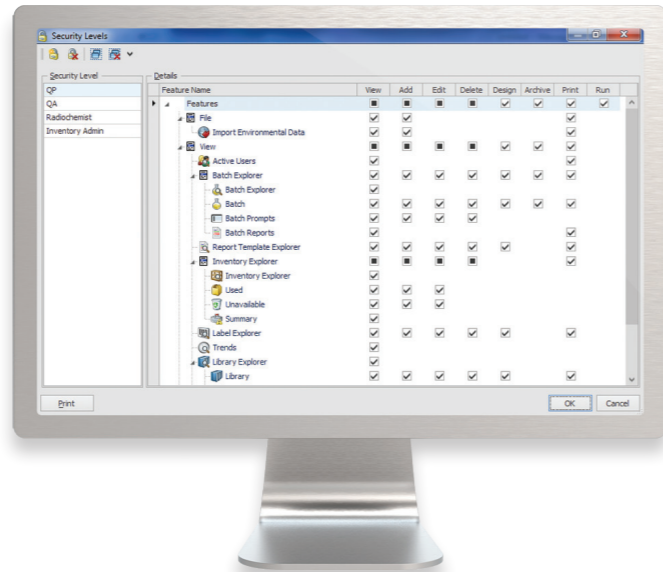 Security Levels
Security Level
Details
QP
QA
Radiochemist
Inventory Admin
Feature Name View Add Edit Delete Design Archive Print Run
Features
File
Import Environmental Data
View
Active Users
Batch Explorer
Batch Explorer
Batch
Batch Prompts
Batch Reports
Report Template Explorer
Inventory Explorer
Inventory Explorer
Used
Unavailable
Summary
Label Explorer
Trends
Library Explorer
Library
Print
OK
Cancel